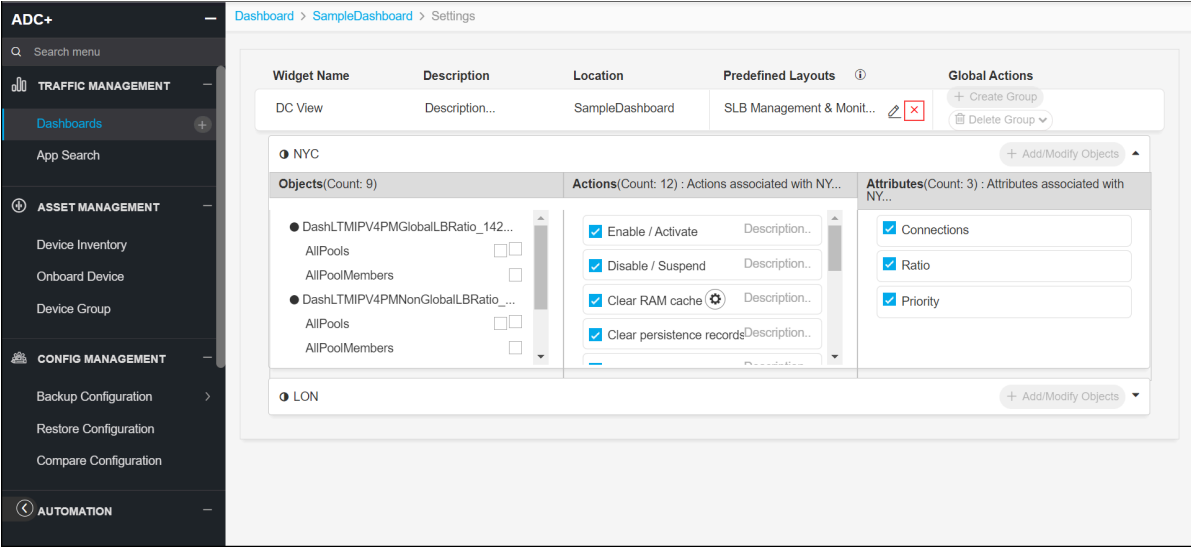 ADC+
Dashboard > SampleDashboard > Settings
Search menu
TRAFFIC MANAGEMENT
Dashboards
App Search
ASSET MANAGEMENT
Device Inventory
Onboard Device
Device Group
CONFIG MANAGEMENT
Backup Configuration
Restore Configuration
Compare Configuration
AUTOMATION
Widget Name Description Location Predefined Layouts Global Actions
DC View Description... SampleDashboard SLB Management & Monit...
+ Create Group
Delete Group
NYC + Add/Modify Objects
Objects(Count: 9)
DashLTMIPV4PMGlobalLBRatio_142...
AllPools
AllPoolMembers
DashLTMIPV4PMNonGlobalLBRatio_...
AllPools
AllPoolMembers
Actions(Count: 12) : Actions associated with NY...
Enable / Activate Description..
Disable / Suspend Description..
Clear RAM cache Description..
Clear persistence records Description..
Attributes(Count: 3) : Attributes associated with
NY...
Connections
Ratio
Priority
LON + Add/Modify Objects